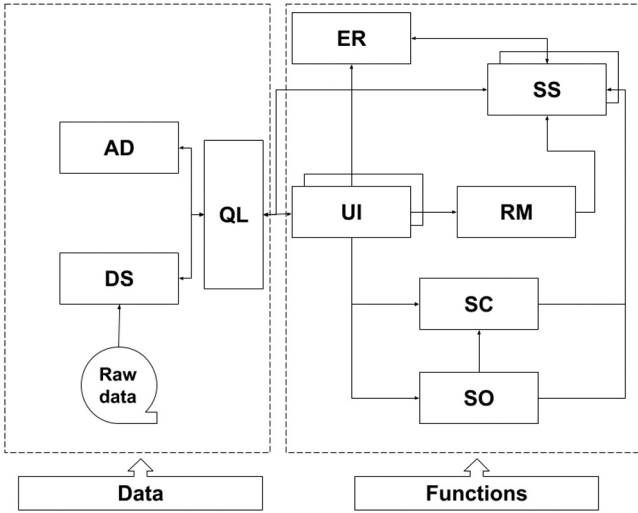 ER
SS
AD
QL
UI
RM
DS
SC
Raw
data
SO
Data
Functions